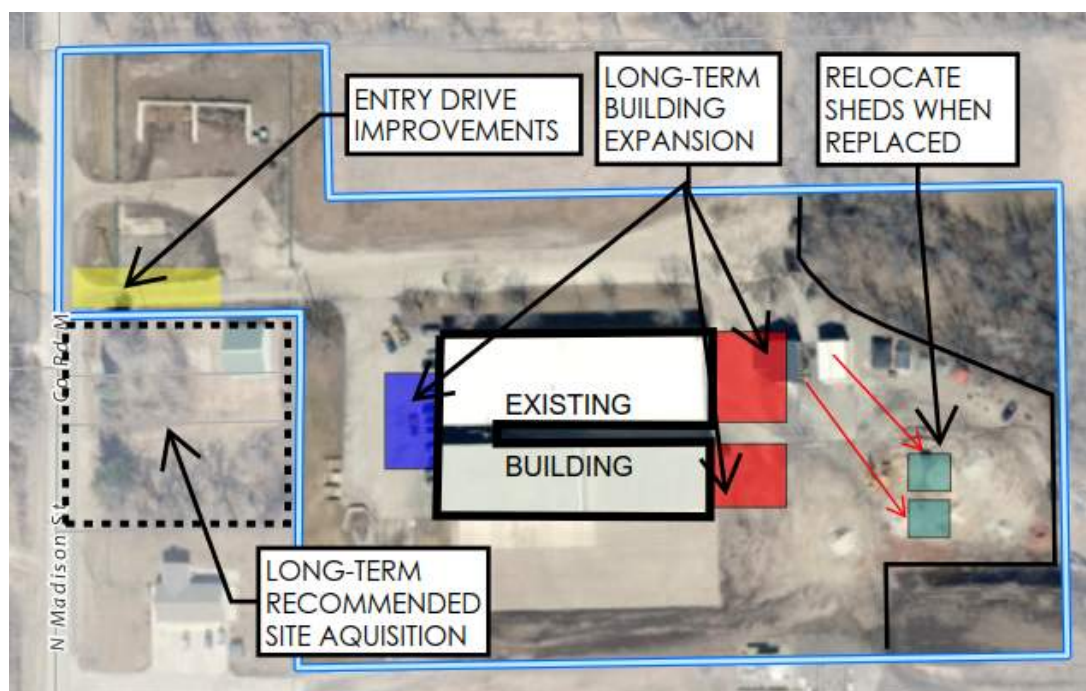 ENTRY DRIVE
IMPROVEMENTS
LONG-TERM
BUILDING
EXPANSION
RELOCATE
SHEDS WHEN
REPLACED
N Madison St Co Rd M
EXISTING
BUILDING
LONG-TERM
RECOMMENDED
SITE AQUISITION